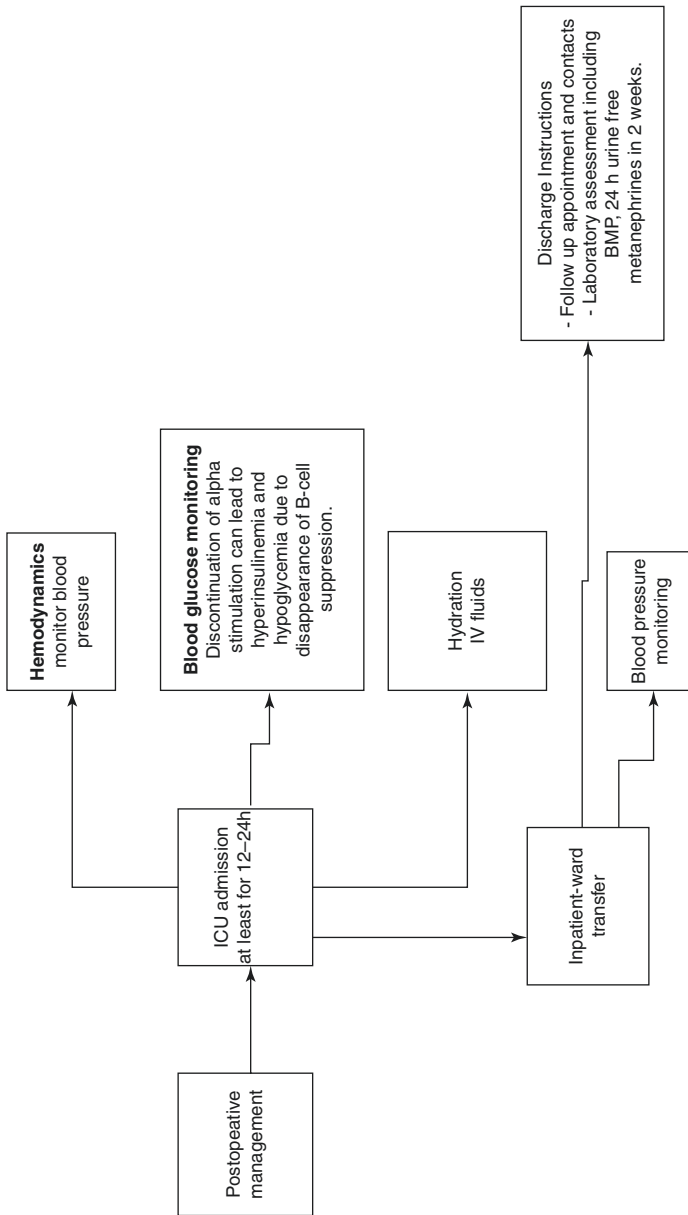 Postopeative
management
ICU admission
at least for 12–24h
Hemodynamics
monitor blood
pressure
Blood glucose monitoring
Discontinuation of alpha
stimulation can lead to
hyperinsulinemia and
hypoglycemia due to
disappearance of B-cell
suppression.
Hydration
IV fluids
Inpatient-ward
transfer
Blood pressure
monitoring
Discharge Instructions
- Follow up appointment and contacts
- Laboratory assessment including
BMP, 24 h urine free
metanephrines in 2 weeks.